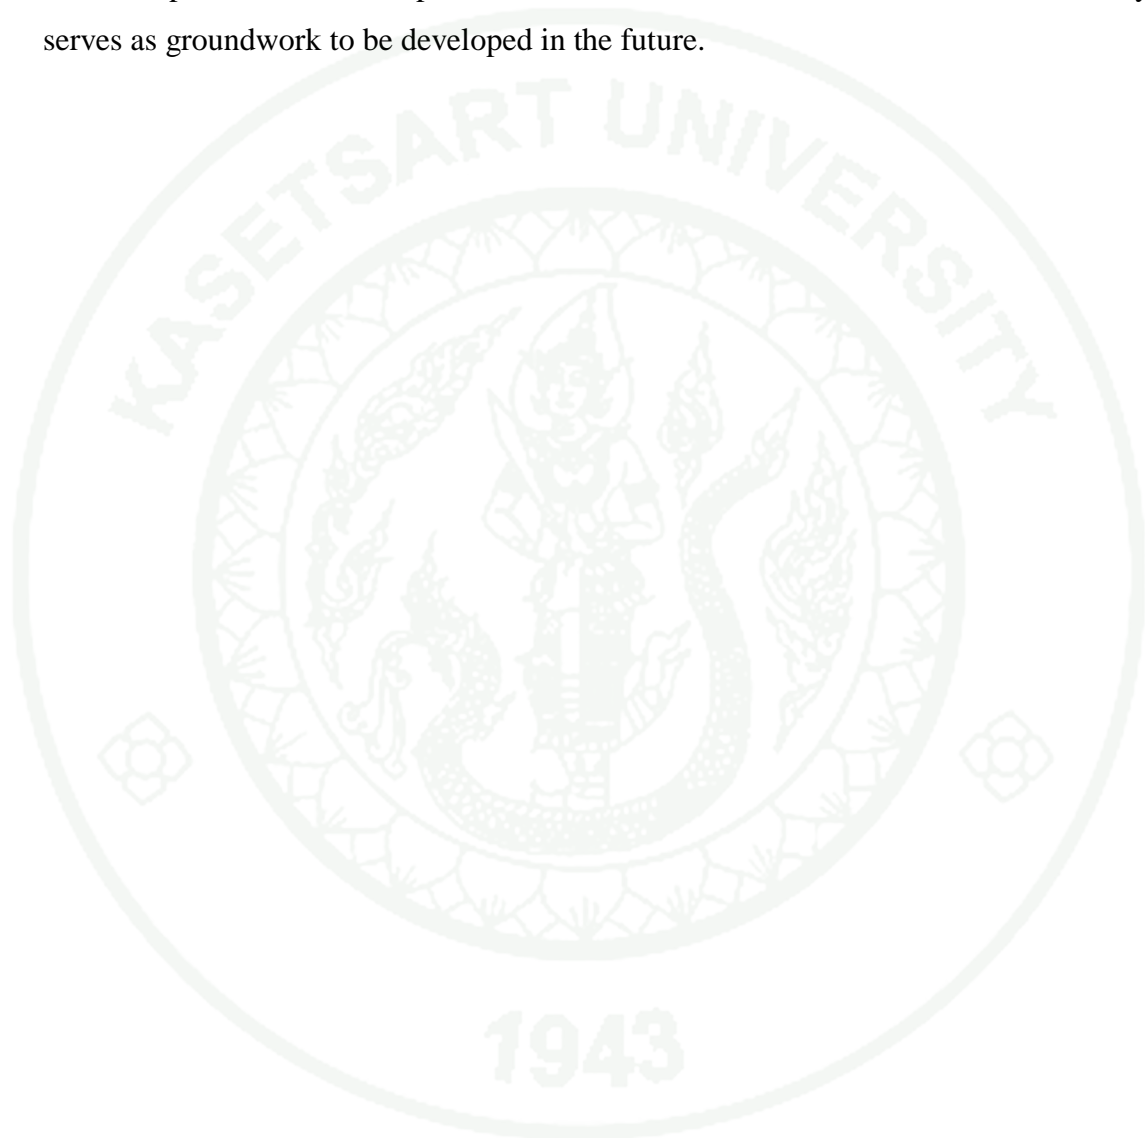 serves as groundwork to be developed in the future.
KASETSART UNIVERSITY
1943